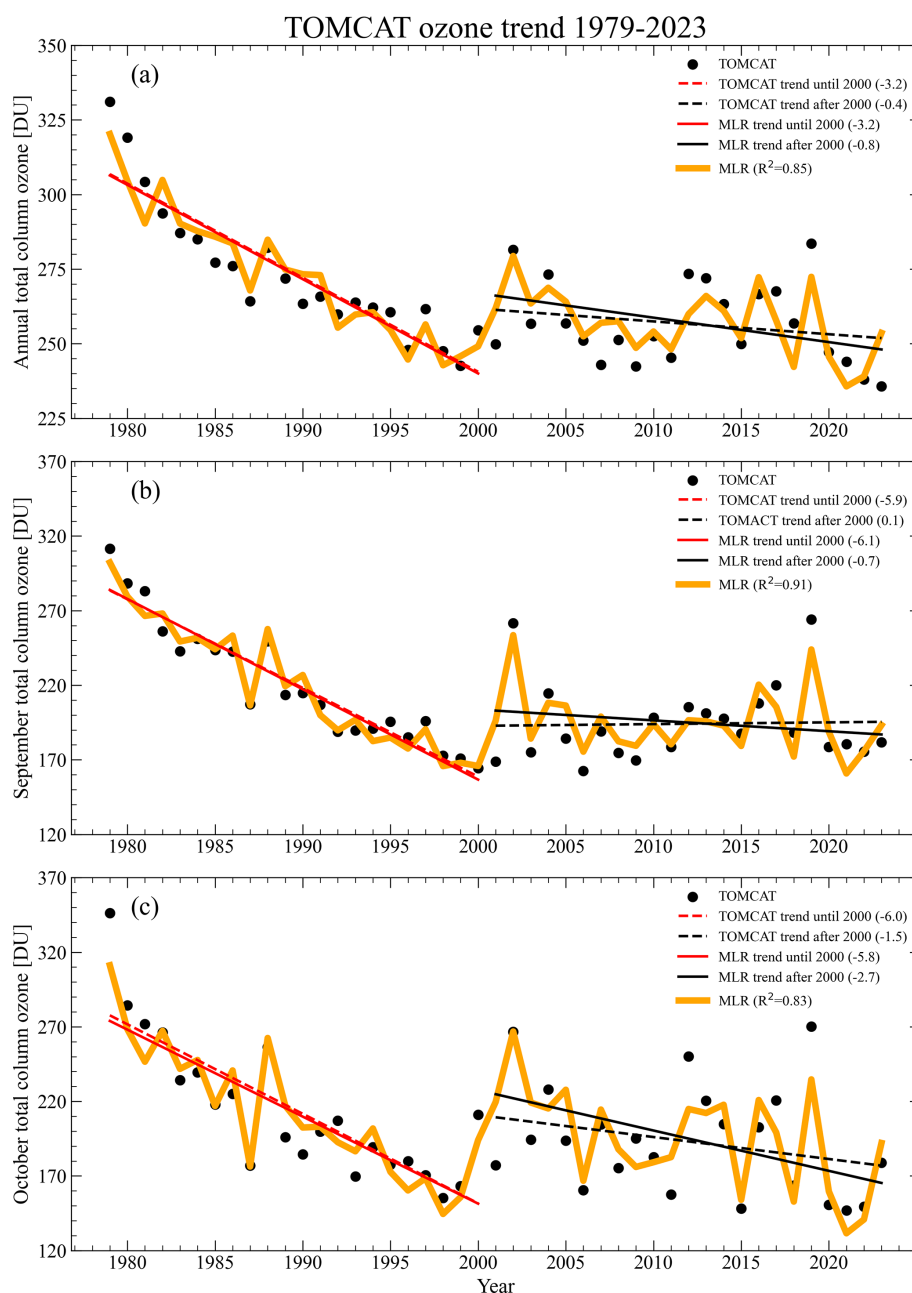 TOMCAT ozone trend 1979-2023
(a)
Annual total column ozone [DU]
350
325
300
275
250
225
TOMCAT
TOMCAT trend until 2000 (-3.2)
TOMCAT trend after 2000 (-0.4)
MLR trend until 2000 (-3.2)
MLR trend after 2000 (-0.8)
MLR (R²=0.85)
1980 1985 1990 1995 2000 2005 2010 2015 2020
(b)
September total column ozone [DU]
370
320
270
220
170
120
TOMCAT
TOMCAT trend until 2000 (-5.9)
TOMACT trend after 2000 (0.1)
MLR trend until 2000 (-6.1)
MLR trend after 2000 (-0.7)
MLR (R²=0.91)
1980 1985 1990 1995 2000 2005 2010 2015 2020
(c)
October total column ozone [DU]
370
320
270
220
170
120
TOMCAT
TOMCAT trend until 2000 (-6.0)
TOMCAT trend after 2000 (-1.5)
MLR trend until 2000 (-5.8)
MLR trend after 2000 (-2.7)
MLR (R²=0.83)
1980 1985 1990 1995 2000 2005 2010 2015 2020
Year